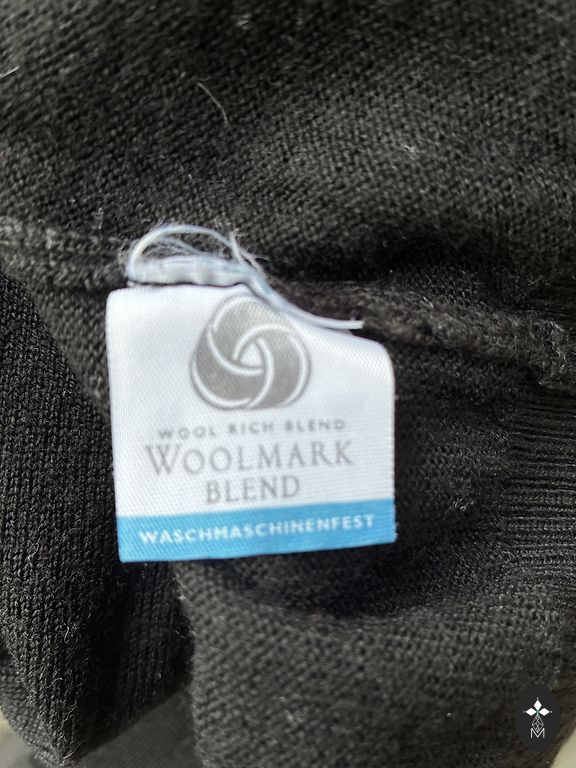 WOOL RICH BLEND
WOOLMARK
BLEND
WASCHMASCHINENFEST
M